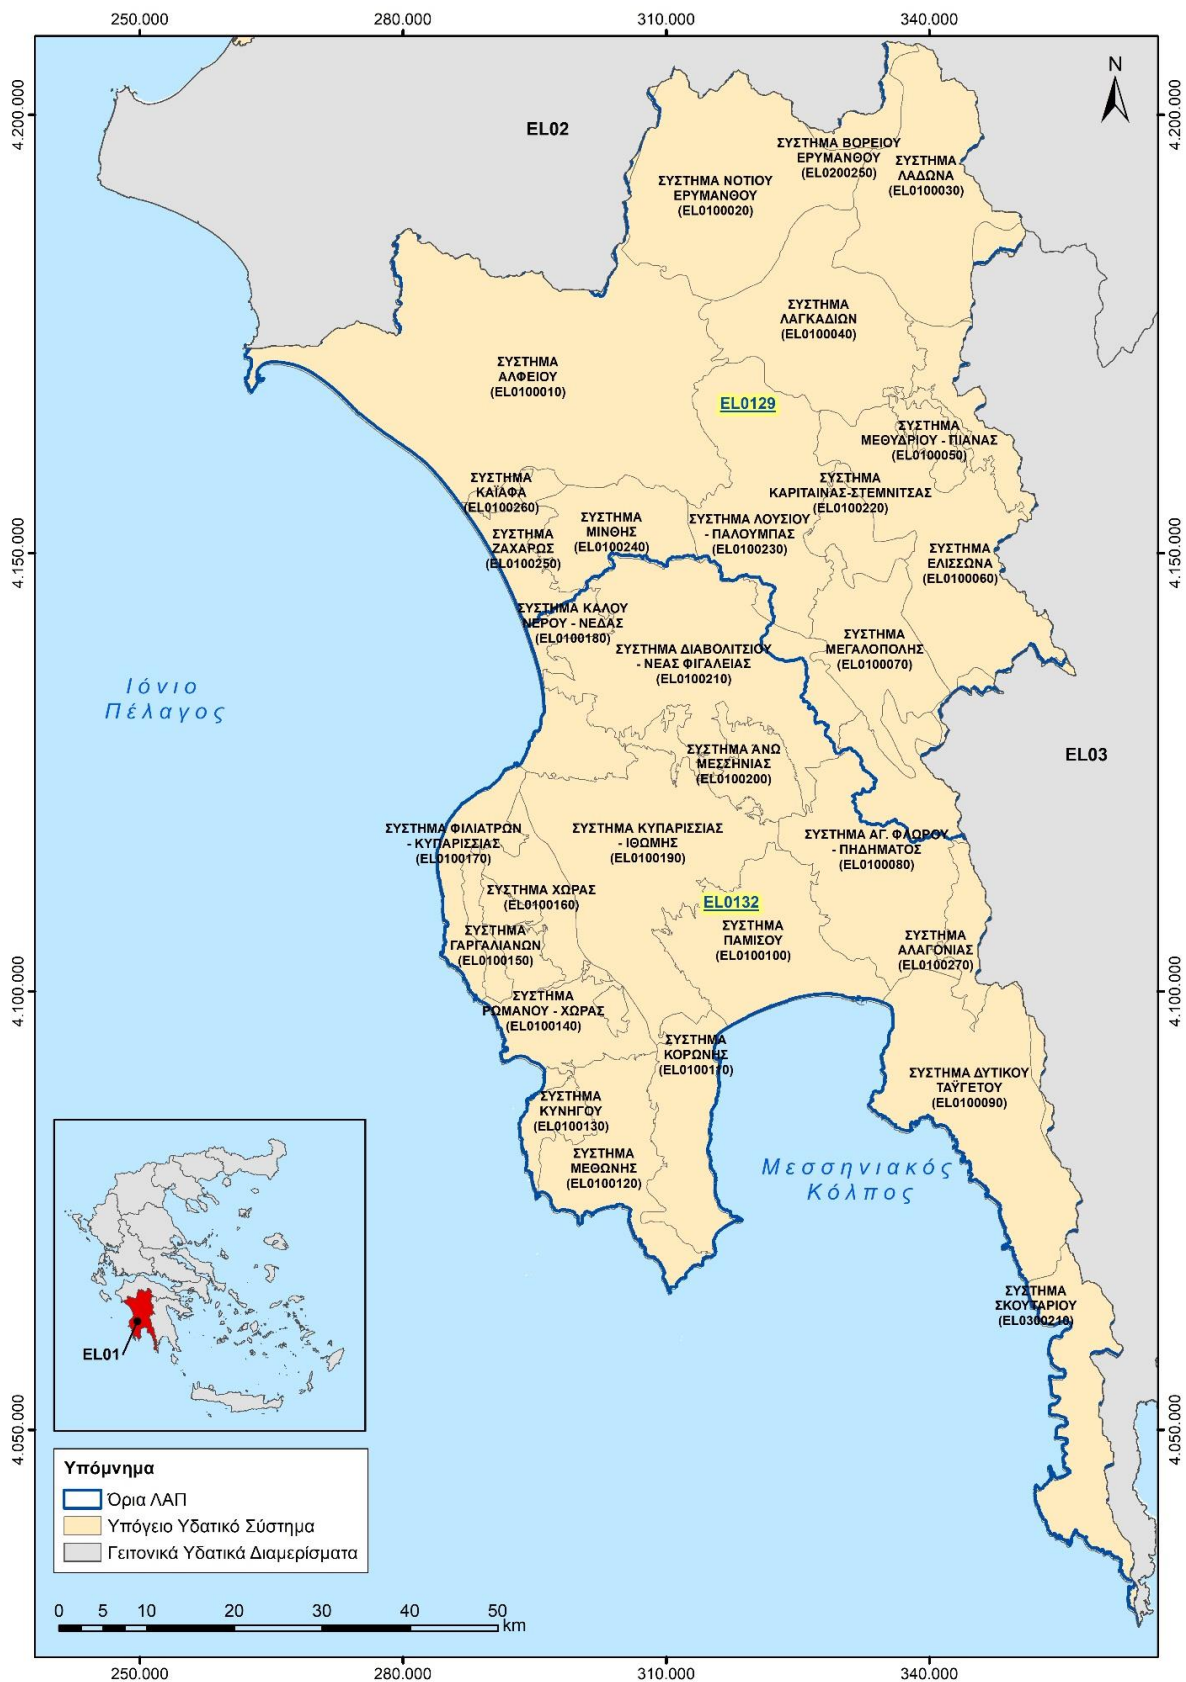 250.000
280.000
310.000
340.000
4.200.000
4.200.000
N
EL02
ΣΥΣΤΗΜΑ ΒΟΡΕΙΟΥ
ΕΡΥΜΑΝΘΟΥ
(EL0200250)
ΣΥΣΤΗΜΑ
ΛΑΔΩΝΑ
(EL0100030)
ΣΥΣΤΗΜΑ ΝΟΤΙΟΥ
ΕΡΥΜΑΝΘΟΥ
(EL0100020)
ΣΥΣΤΗΜΑ
ΛΑΓΚΑΔΙΩΝ
(EL0100040)
ΣΥΣΤΗΜΑ
ΑΛΦΕΙΟΥ
(EL0100010)
EL0129
ΣΥΣΤΗΜΑ
ΜΕΘΥΔΡΙΟΥ - ΠΙΑΝΑΣ
(EL0100050)
ΣΥΣΤΗΜΑ
ΚΑΪΑΦΑ
(EL0100260)
ΣΥΣΤΗΜΑ
ΚΑΡΙΤΑΙΝΑΣ-ΣΤΕΜΝΙΤΣΑΣ
(EL0100220)
ΣΥΣΤΗΜΑ
ΜΙΝΘΗΣ
(EL0100240)
ΣΥΣΤΗΜΑ ΛΟΥΣΙΟΥ
- ΠΑΛΟΥΜΠΑΣ
(EL0100230)
ΣΥΣΤΗΜΑ
ΖΑΧΑΡΩΣ
(EL0100250)
ΣΥΣΤΗΜΑ
ΕΛΙΣΣΩΝΑ
(EL0100060)
4.150.000
4.150.000
ΣΥΣΤΗΜΑ ΚΑΛΟΥ
ΝΕΡΟΥ - ΝΕΔΑΣ
(EL0100180)
ΣΥΣΤΗΜΑ ΔΙΑΒΟΛΙΤΣΙΟΥ
- ΝΕΑΣ ΦΙΓΑΛΕΙΑΣ
(EL0100210)
ΣΥΣΤΗΜΑ
ΜΕΓΑΛΟΠΟΛΗΣ
(EL0100070)
Ιόνιο
Πέλαγος
EL03
ΣΥΣΤΗΜΑ ΆΝΩ
ΜΕΣΣΗΝΙΑΣ
(EL0100200)
ΣΥΣΤΗΜΑ ΦΙΛΙΑΤΡΩΝ
- ΚΥΠΑΡΙΣΣΙΑΣ
(EL0100170)
ΣΥΣΤΗΜΑ ΚΥΠΑΡΙΣΣΙΑΣ
- ΙΘΩΜΗΣ
(EL0100190)
ΣΥΣΤΗΜΑ ΑΓ. ΦΛΩΡΟΥ
- ΠΗΔΗΜΑΤΟΣ
(EL0100080)
ΣΥΣΤΗΜΑ ΧΩΡΑΣ
(EL0100160)
EL0132
ΣΥΣΤΗΜΑ
ΠΑΜΙΣΟΥ
(EL0100100)
ΣΥΣΤΗΜΑ
ΓΑΡΓΑΛΙΑΝΩΝ
(EL0100150)
ΣΥΣΤΗΜΑ
ΑΛΑΓΟΝΙΑΣ
(EL0100270)
4.100.000
4.100.000
ΣΥΣΤΗΜΑ
ΡΩΜΑΝΟΥ - ΧΩΡΑΣ
(EL0100140)
ΣΥΣΤΗΜΑ
ΚΟΡΩΝΗΣ
(EL0100110)
ΣΥΣΤΗΜΑ ΔΥΤΙΚΟΥ
ΤΑΫΓΕΤΟΥ
(EL0100090)
ΣΥΣΤΗΜΑ
ΚΥΝΗΓΟΥ
(EL0100130)
ΣΥΣΤΗΜΑ
ΜΕΘΩΝΗΣ
(EL0100120)
Μεσσηνιακός
Κόλπος
ΣΥΣΤΗΜΑ
ΣΚΟΥΤΑΡΙΟΥ
(EL0300210)
EL01
4.050.000
4.050.000
Υπόμνημα
Όρια ΛΑΠ
Υπόγειο Υδατικό Σύστημα
Γειτονικά Υδατικά Διαμερίσματα
0 5 10 20 30 40 50
km
250.000
280.000
310.000
340.000